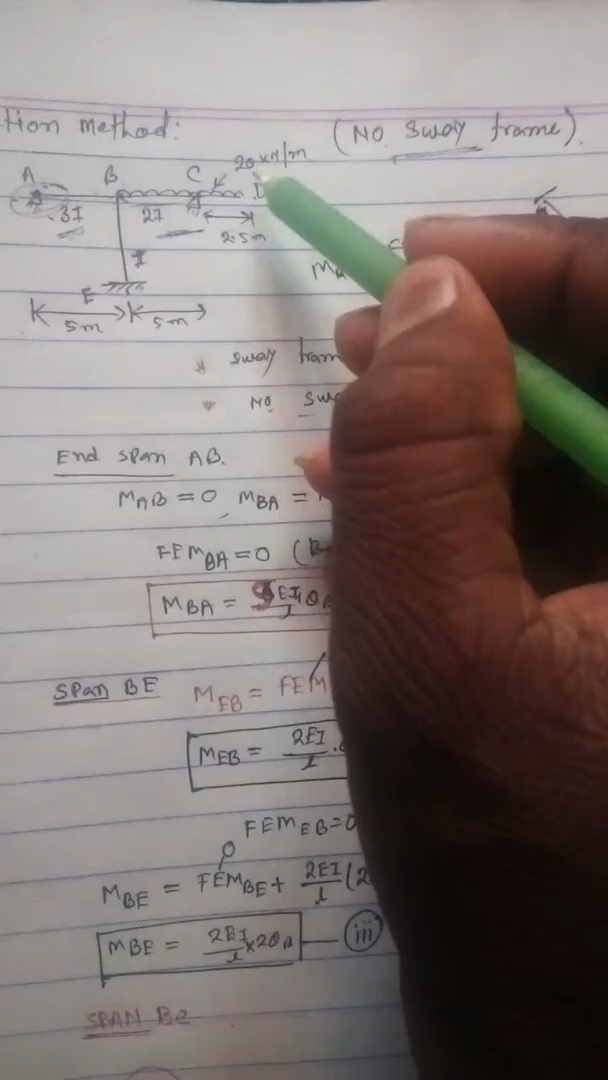 tion method: (NO sway frame)
20 kN/m
A B C D
3I 2I
2.5m
I
E
5m 5m
* sway
* NO
End span AB.
MAB = 0 MBA =
FEMBA = 0
MBA =
Span BE MEB = FEM
MEB = 2EI/l
FEMEB = 0
0
MBE = FEMBE + 2EI/l (2
MBE = 2EI/l × 2θB — (iii)
SPAN BC